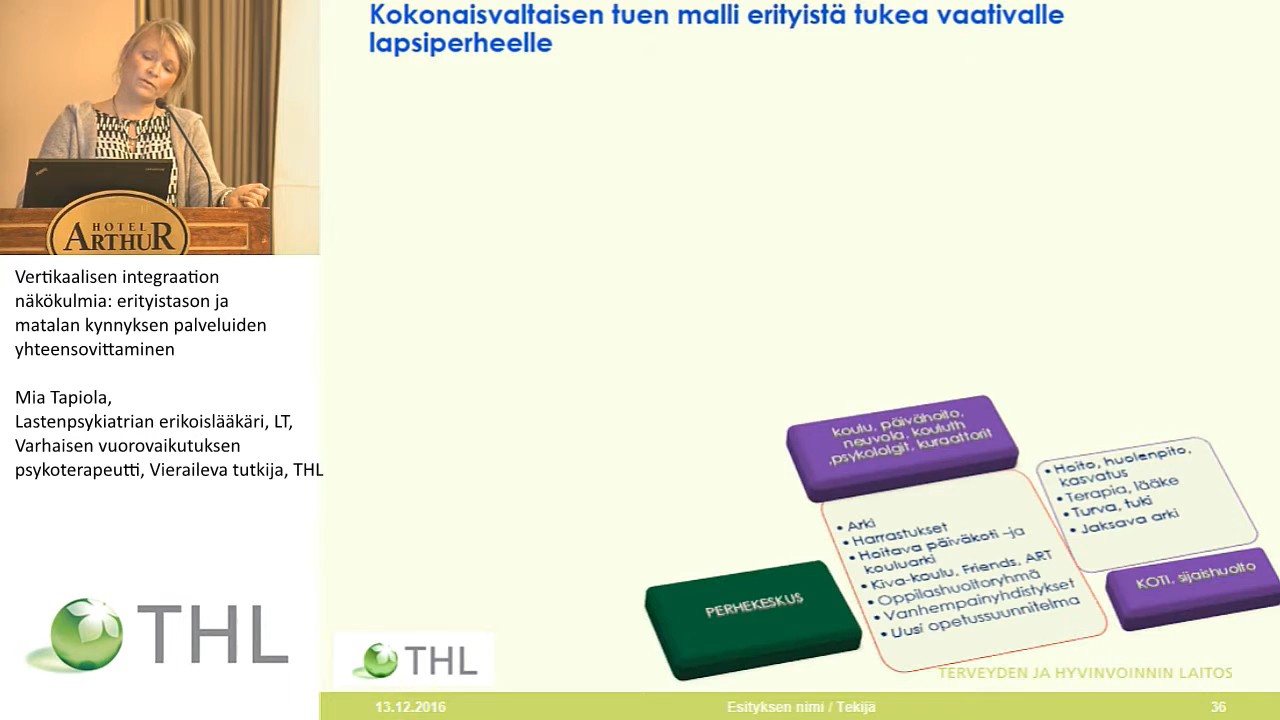 Kokonaisvaltaisen tuen malli erityistä tukea vaativalle
lapsiperheelle
HOTEL
ARTHUR
Vertikaalisen integraation
näkökulmia: erityistason ja
matalan kynnyksen palveluiden
yhteensovittaminen
Mia Tapiola,
Lastenpsykiatrian erikoislääkäri, LT,
Varhaisen vuorovaikutuksen
psykoterapeutti, Vieraileva tutkija, THL
THL
koulu, päivähoito,
neuvola, kouluth
,psykologit, kuraattorit
• Hoito, huolenpito,
kasvatus
• Terapia, lääke
• Turva, tuki
• Jaksava arki
• Arki
• Harrastukset
• Hoitava päiväkoti –ja
kouluarki
• Kiva-koulu, Friends, ART
• Oppilashuoltoryhmä
• Vanhempainyhdistykset
• Uusi opetussuunnitelma
KOTI, sijaishuolto
PERHEKESKUS
THL
TERVEYDEN JA HYVINVOINNIN LAITOS
13.12.2016
Esityksen nimi / Tekijä
36